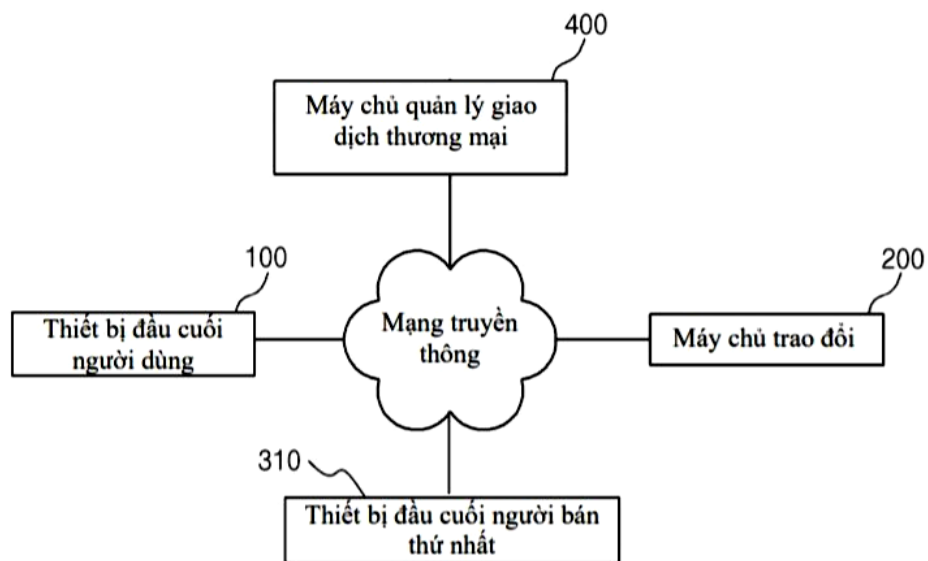 400
Máy chủ quản lý giao
dịch thương mại
100
200
Thiết bị đầu cuối
người dùng
Mạng truyền
thông
Máy chủ trao đổi
310
Thiết bị đầu cuối người bán
thứ nhất